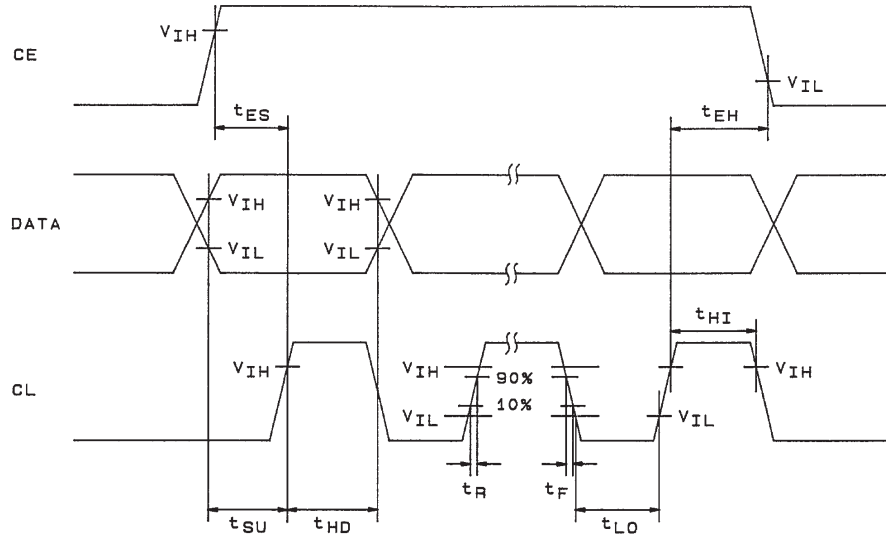 CE
V_IH
V_IL
t_ES
t_EH
DATA
V_IH
V_IH
V_IL
V_IL
t_HI
CL
V_IH
V_IH
90%
V_IH
10%
V_IL
V_IL
t_R
t_F
t_SU
t_HD
t_LO